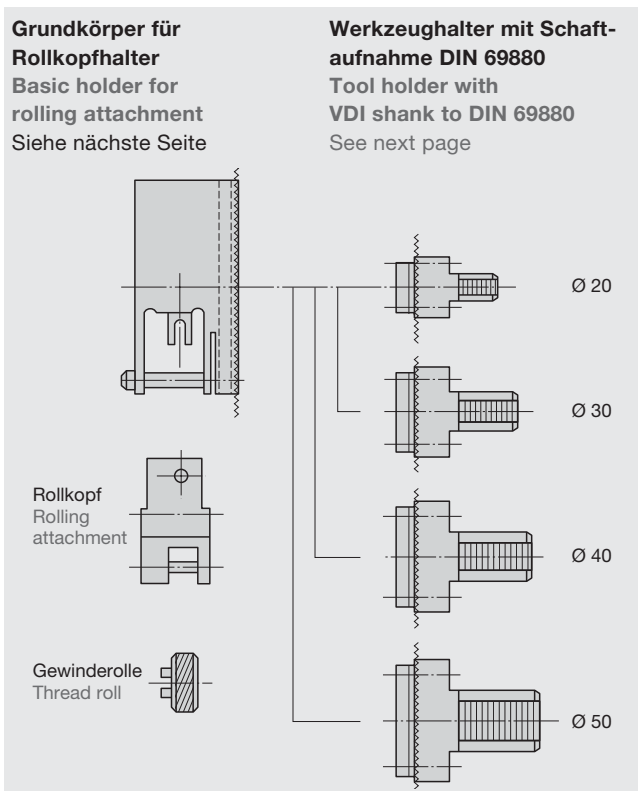 Grundkörper für
Rollkopfhalter
Basic holder for
rolling attachment
Siehe nächste Seite
Werkzeughalter mit Schaft-
aufnahme DIN 69880
Tool holder with
VDI shank to DIN 69880
See next page
Ø 20
Ø 30
Rollkopf
Rolling
attachment
Ø 40
Gewinderolle
Thread roll
Ø 50